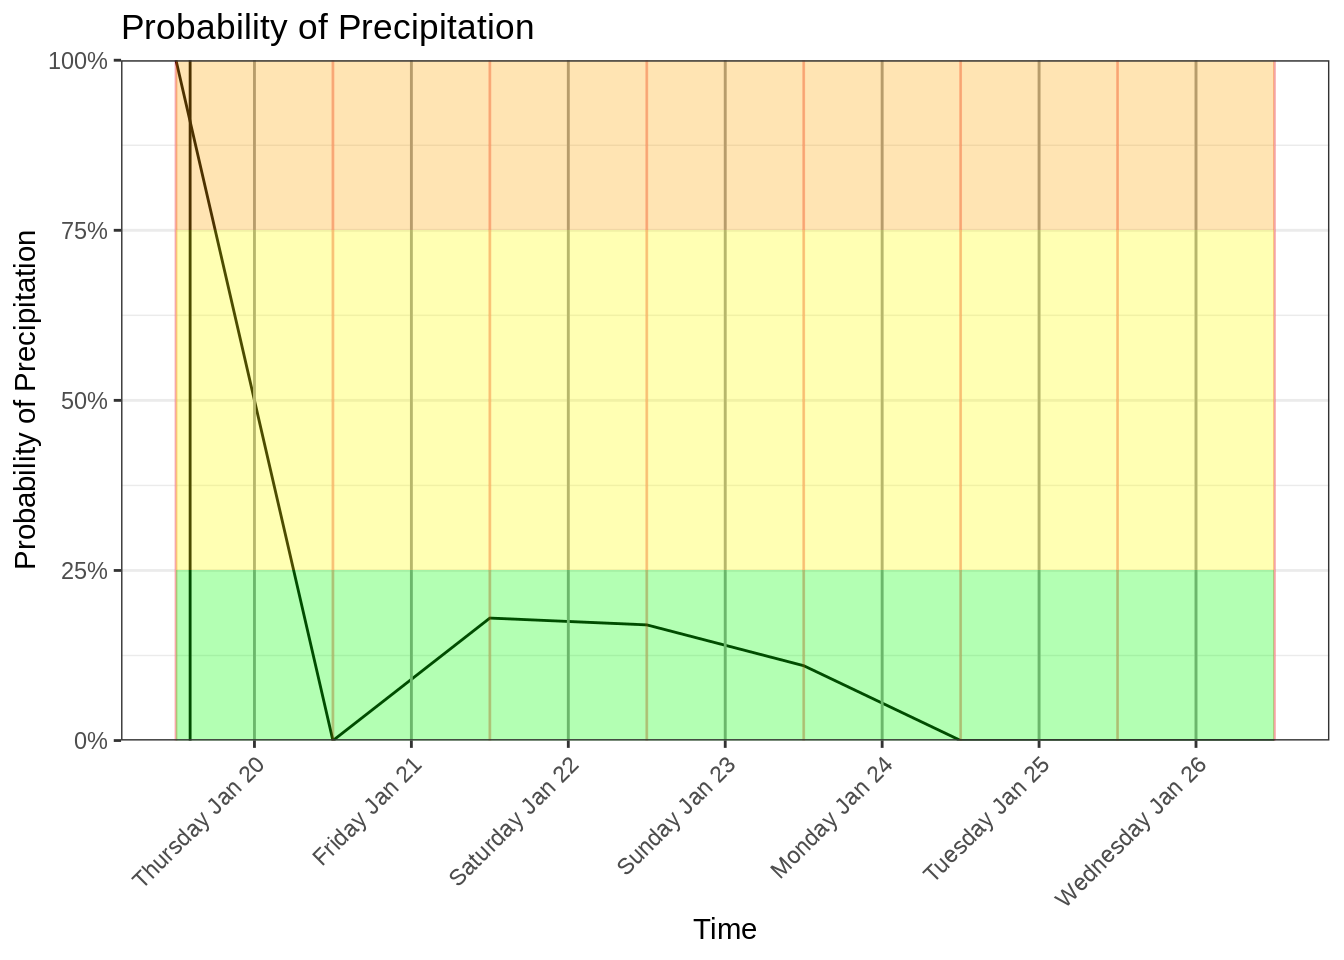 Probability of Precipitation
Probability of Precipitation
100%
75%
50%
25%
0%
Thursday Jan 20
Friday Jan 21
Saturday Jan 22
Sunday Jan 23
Monday Jan 24
Tuesday Jan 25
Wednesday Jan 26
Time